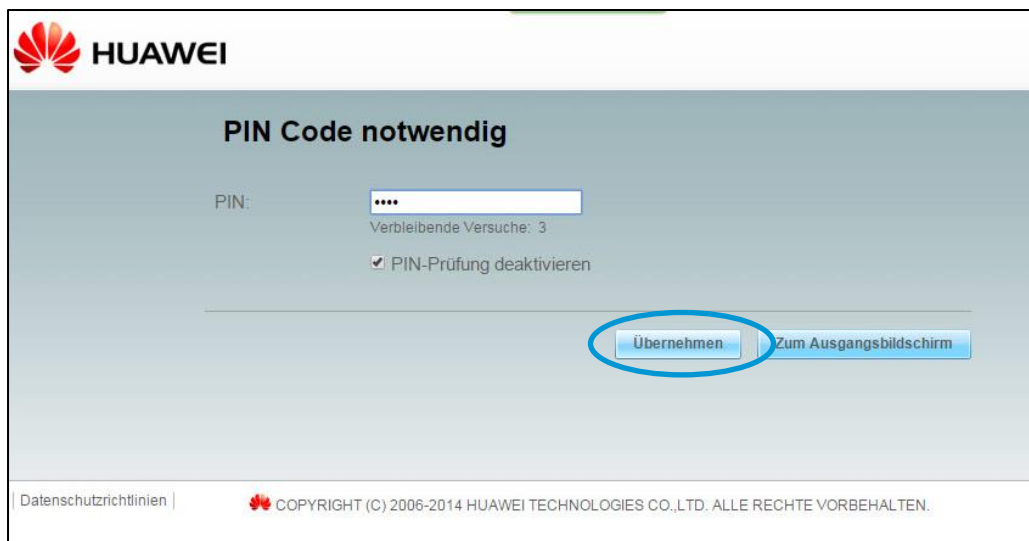 HUAWEI
PIN Code notwendig
PIN: ••••
Verbleibende Versuche: 3
PIN-Prüfung deaktivieren
Übernehmen Zum Ausgangsbildschirm
| Datenschutzrichtlinien | COPYRIGHT (C) 2006-2014 HUAWEI TECHNOLOGIES CO.,LTD. ALLE RECHTE VORBEHALTEN.